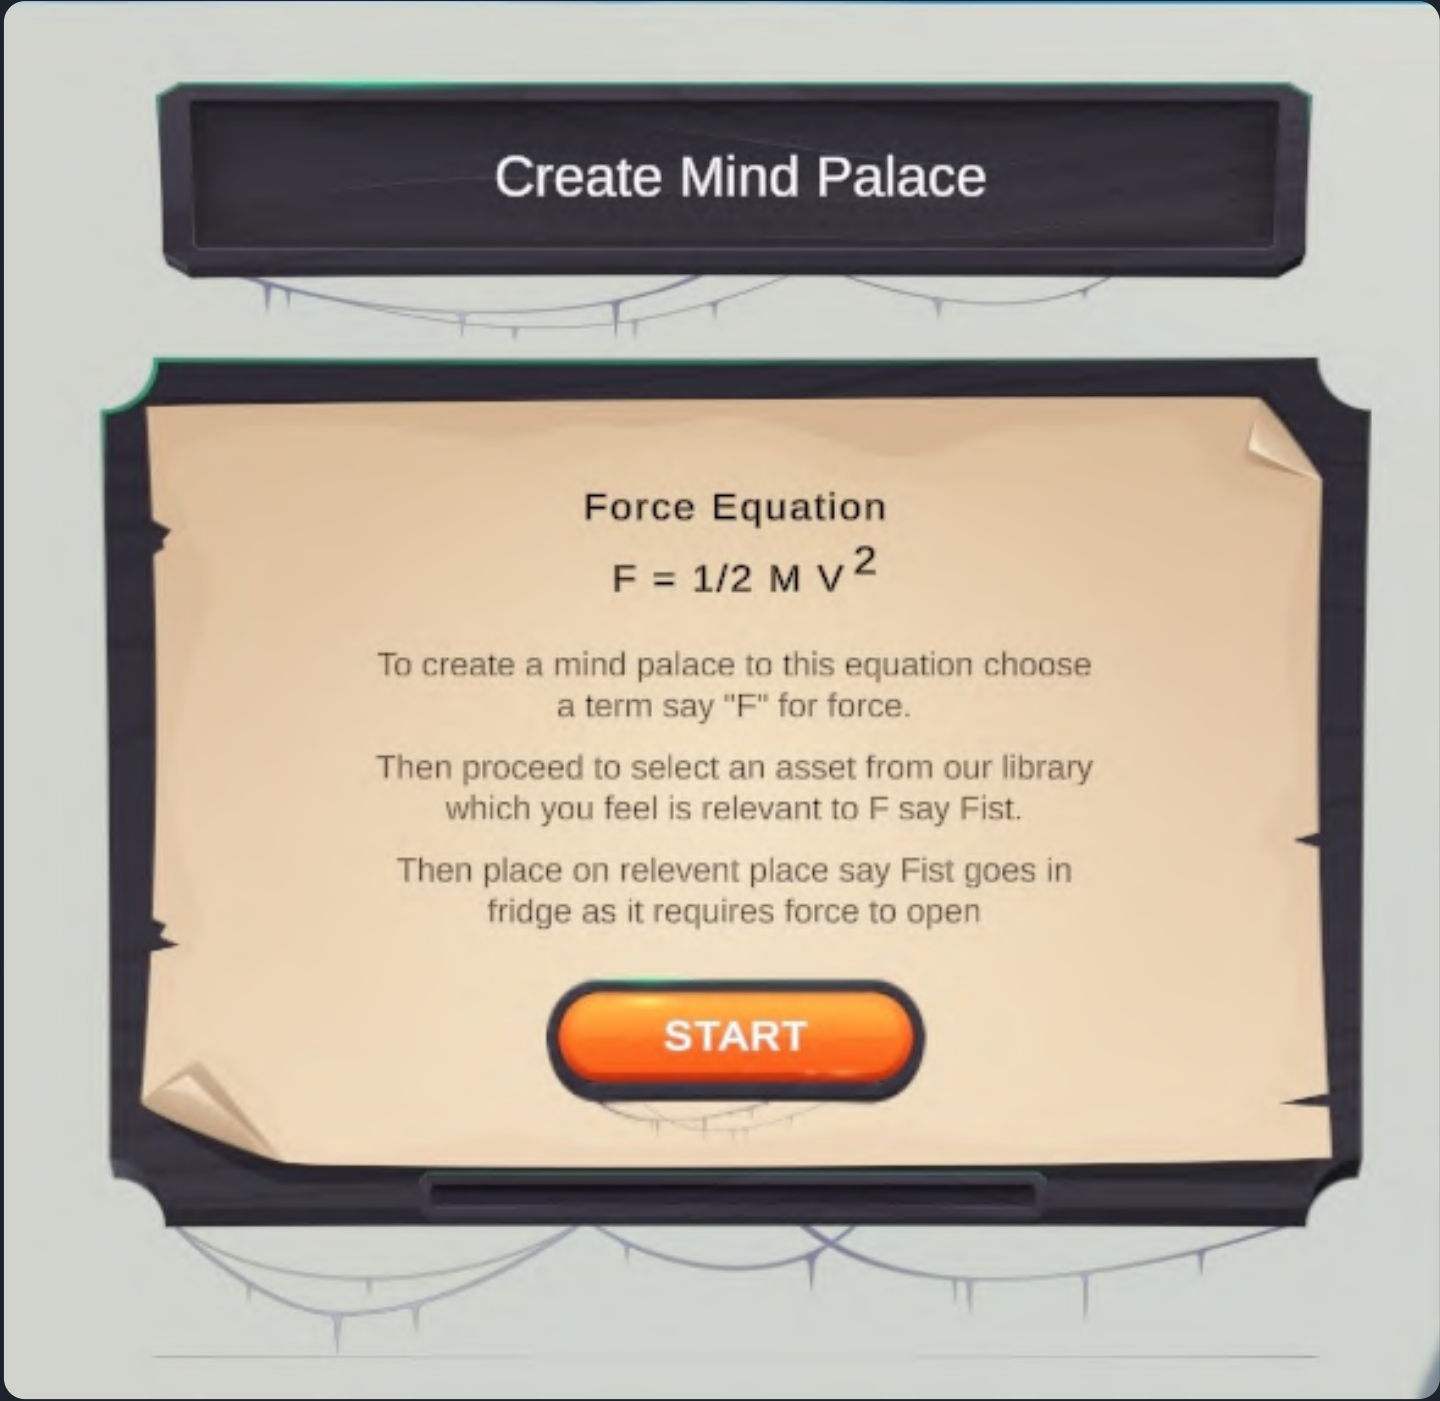 Create Mind Palace
Force Equation
F = 1/2 M V²
To create a mind palace to this equation choose
a term say "F" for force.
Then proceed to select an asset from our library
which you feel is relevant to F say Fist.
Then place on relevent place say Fist goes in
fridge as it requires force to open
START